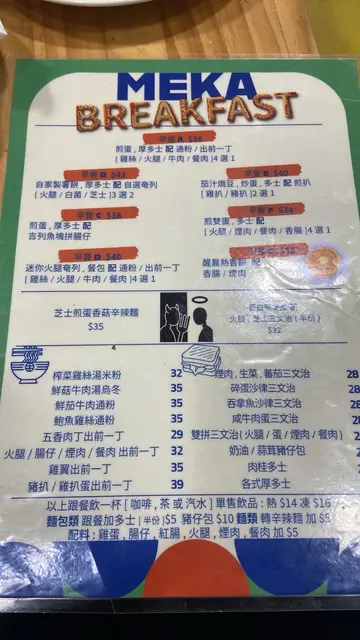 MEKA
BREAKFAST
早餐 A $36
煎蛋, 厚多士 配 通粉 / 出前一丁
[ 雞絲 / 火腿 / 牛肉 / 餐肉 ] 4 選 1
早餐 B $42
自家製薯餅, 厚多士 配 自選奄列
[ 火腿 / 白菌 / 芝士 ] 3 選 2
$40
茄汁焗豆, 炒蛋, 多士 配 煎扒
[ 雞扒 / 豬扒 ] 2 選 1
早餐 C $38
煎蛋, 厚多士 配
吉列魚塊拼腸仔
$34
煎雙蛋, 多士 配
[ 火腿 / 煙肉 / 餐肉 / 香腸 ] 4 選 1
早餐 D $40
迷你火腿奄列, 餐包 配 通粉 / 出前一丁
[ 雞絲 / 火腿 / 牛肉 / 餐肉 ] 4 選 1
醒晨熱香餅 配
香腸 / 煙肉
芝士煎蛋香菇辛辣麵
$35
火腿 / 芝士三文治 ( 半份 )
$32
榨菜雞絲湯米粉 32
鮮菇牛肉湯烏冬 35
鮮茄牛肉通粉 35
鮑魚雞絲通粉 35
五香肉丁出前一丁 29
火腿 / 腸仔 / 煙肉 / 餐肉 出前一丁 32
雞翼出前一丁 35
豬扒 / 雞扒蛋出前一丁 39
煙肉, 生菜, 蕃茄三文治 28
碎蛋沙律三文治 28
吞拿魚沙律三文治 28
咸牛肉蛋三文治 28
雙拼三文治 ( 火腿 / 蛋 / 煙肉 / 餐肉 )
奶油 / 蒜茸豬仔包
肉桂多士
各式厚多士
以上跟餐飲一杯 [ 咖啡, 茶 或 汽水 ] 單售飲品 : 熱 $14 凍 $16
麵包類 跟餐加多士 ( 半份 ) $5 豬仔包 $10 麵類 轉辛辣麵 加 $5
配料 : 雞蛋, 腸仔, 紅腸, 火腿, 煙肉, 餐肉 加 $5